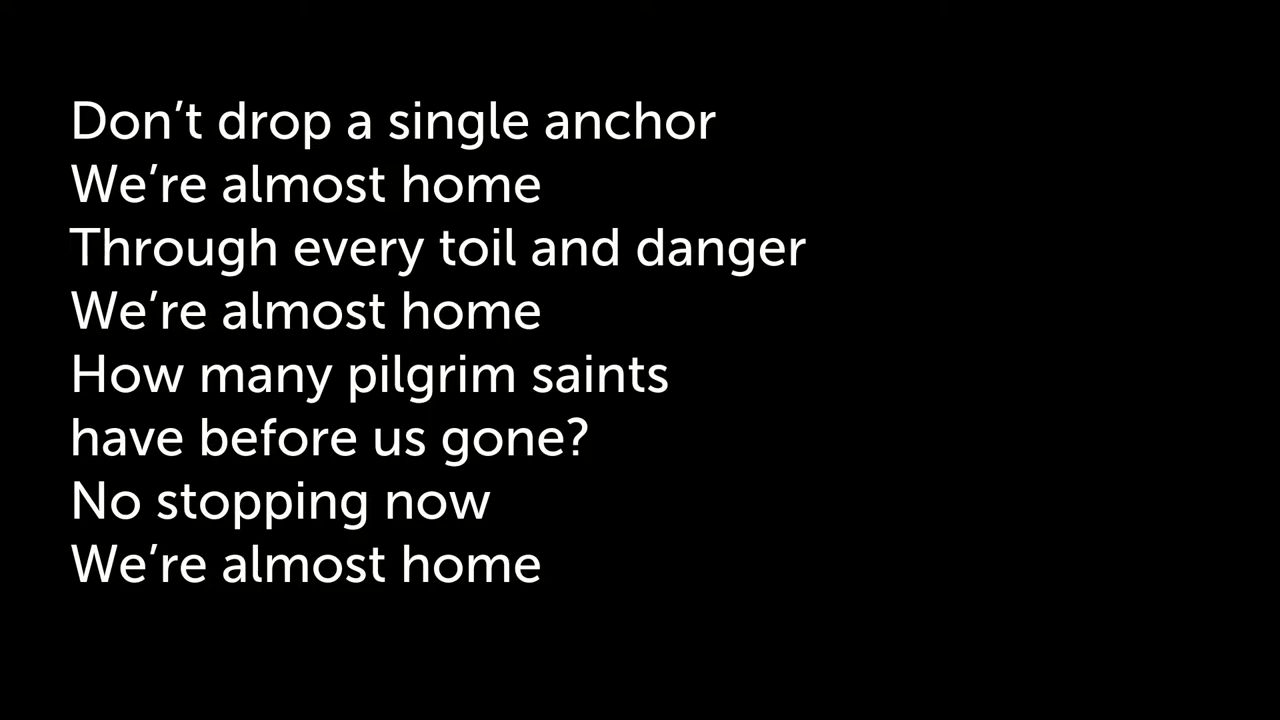 Don’t drop a single anchor
We’re almost home
Through every toil and danger
We’re almost home
How many pilgrim saints
have before us gone?
No stopping now
We’re almost home